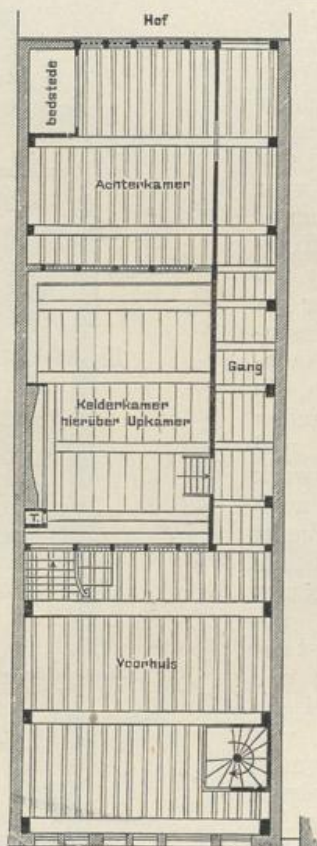 Hof
bedstede
Achterkamer
Gang
Kelderkamer
hierüber Upkamer
T.
Voorhuis